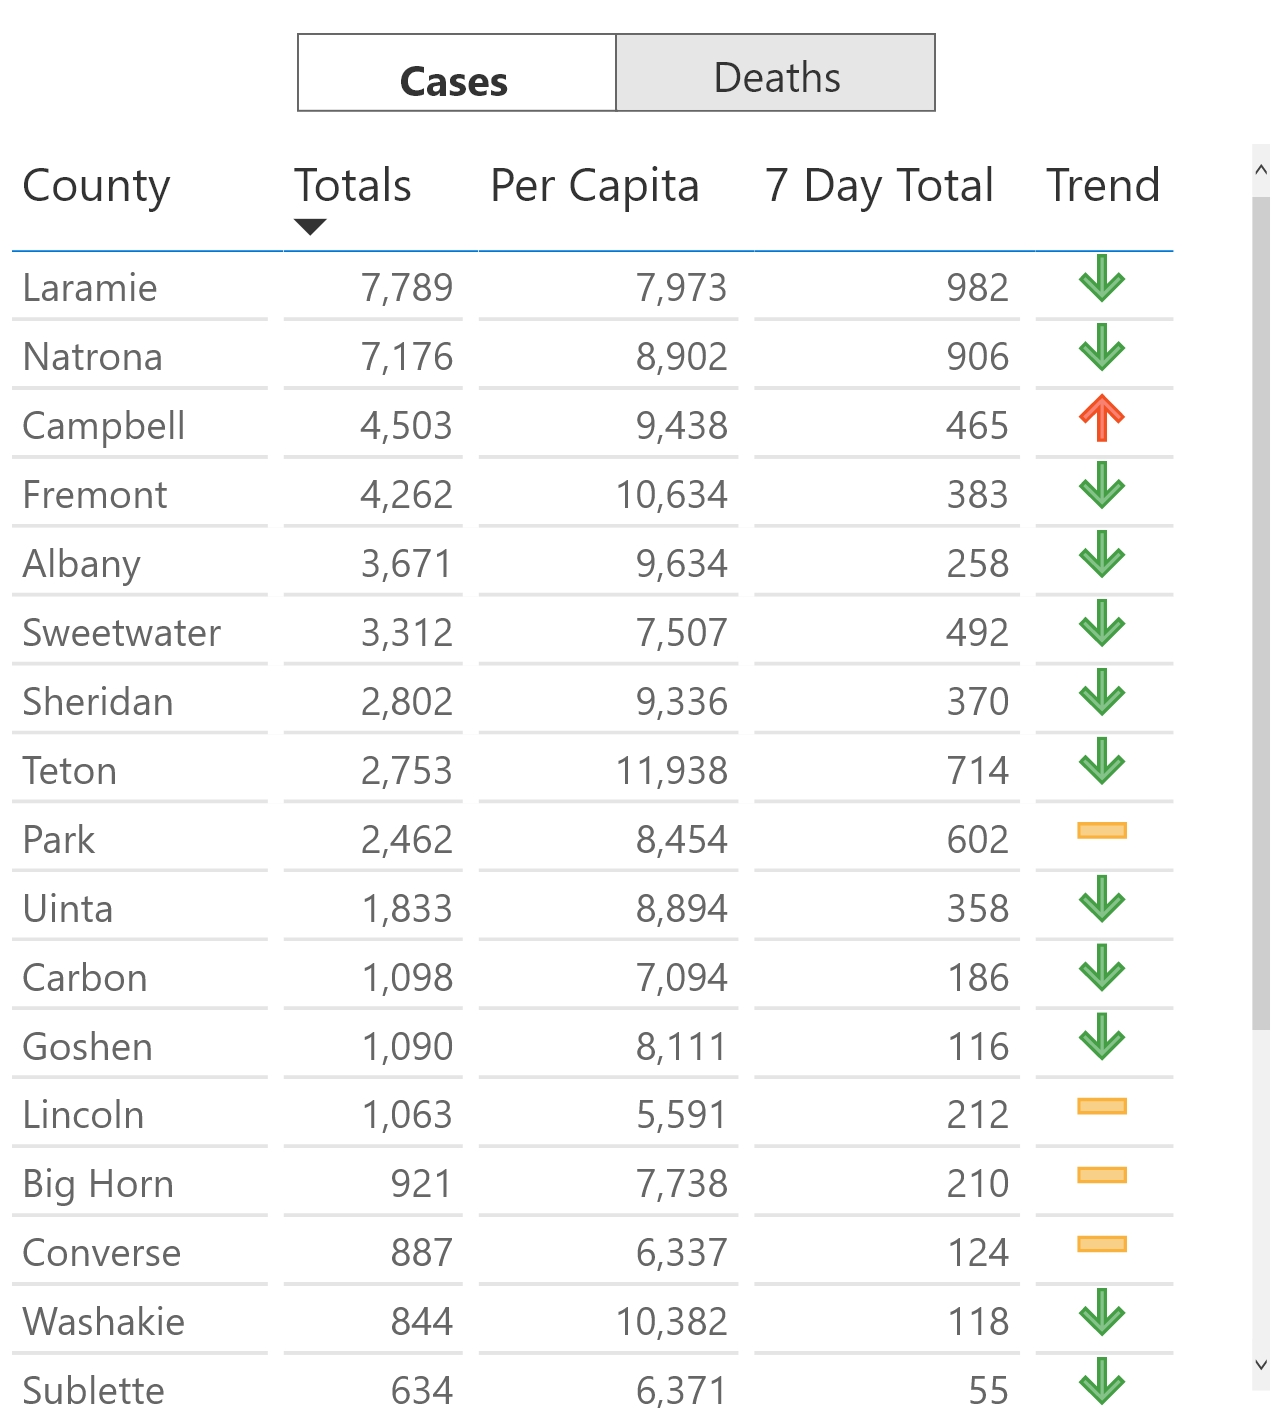 Cases Deaths
County Totals Per Capita 7 Day Total Trend
Laramie 7,789 7,973 982
Natrona 7,176 8,902 906
Campbell 4,503 9,438 465
Fremont 4,262 10,634 383
Albany 3,671 9,634 258
Sweetwater 3,312 7,507 492
Sheridan 2,802 9,336 370
Teton 2,753 11,938 714
Park 2,462 8,454 602
Uinta 1,833 8,894 358
Carbon 1,098 7,094 186
Goshen 1,090 8,111 116
Lincoln 1,063 5,591 212
Big Horn 921 7,738 210
Converse 887 6,337 124
Washakie 844 10,382 118
Sublette 634 6,371 55